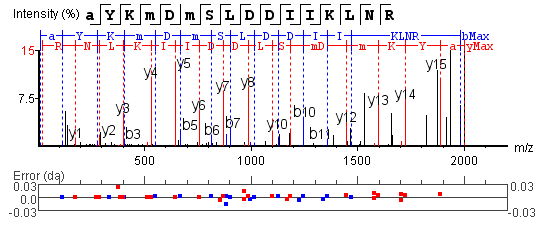 Intensity (%) aYKmDmSLDDIIKLNR
a Y K m D m S L D D I I KLNR bMax
R N L K I I D D L S mD m K Y a yMax
15
7.5
y1 y2 y3 b3 y4 y5 b5 y6 b6 y7 b7 y8 y10 b10 b11 y12 y13 y14 y15
500 1000 1500 2000 m/z
Error (da)
0.03 0.03
0.0 0.0
-0.03 -0.03